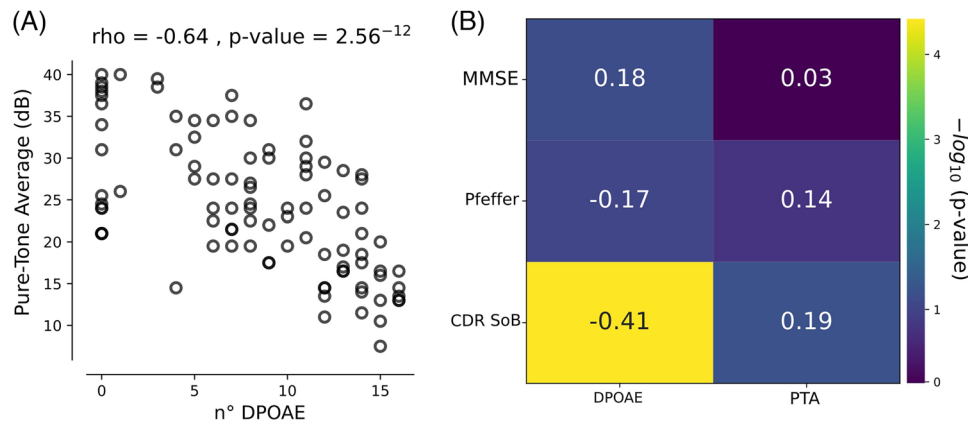 (A)
rho = -0.64 , p-value = 2.56⁻¹²
Pure-Tone Average (dB)
40
35
30
25
20
15
10
0
5
10
15
n° DPOAE
(B)
MMSE
Pfeffer
CDR SoB
0.18
0.03
-0.17
0.14
-0.41
0.19
DPOAE
PTA
4
3
2
1
0
−log₁₀ (p-value)